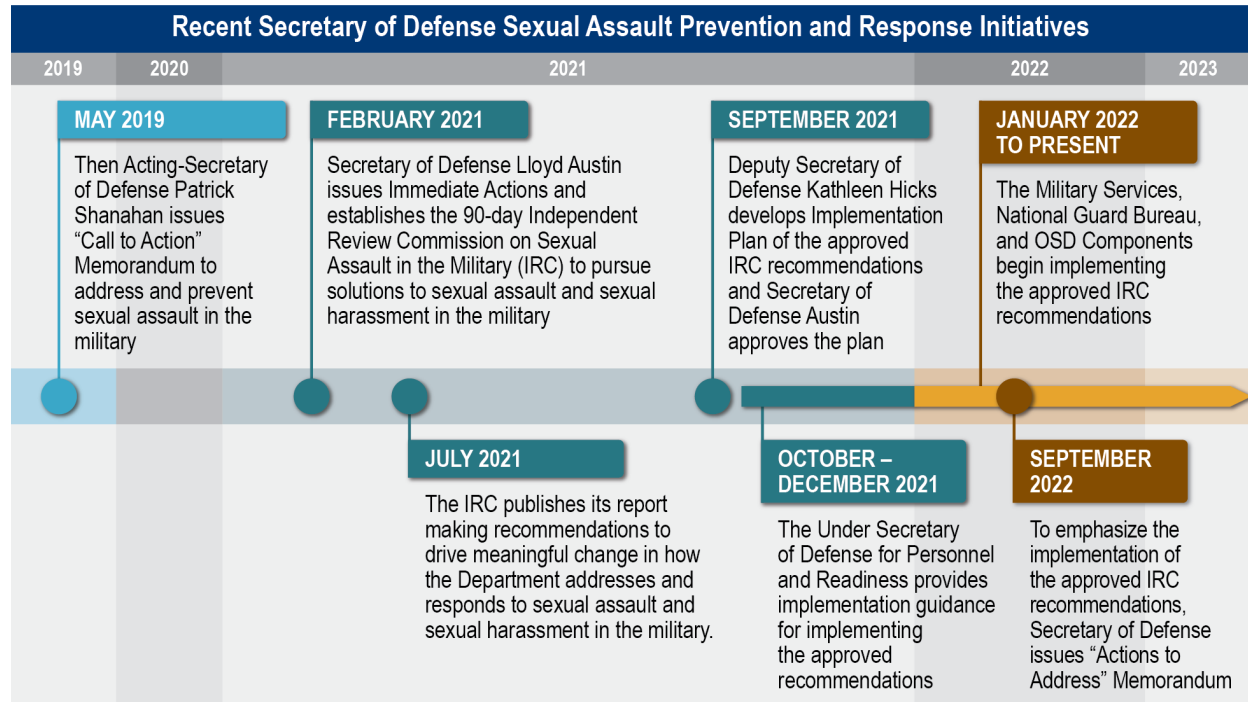 Recent Secretary of Defense Sexual Assault Prevention and Response Initiatives
2019
2020
2021
2022
2023
MAY 2019
Then Acting-Secretary
of Defense Patrick
Shanahan issues
“Call to Action”
Memorandum to
address and prevent
sexual assault in the
military
FEBRUARY 2021
Secretary of Defense Lloyd Austin
issues Immediate Actions and
establishes the 90-day Independent
Review Commission on Sexual
Assault in the Military (IRC) to pursue
solutions to sexual assault and sexual
harassment in the military
SEPTEMBER 2021
Deputy Secretary of
Defense Kathleen Hicks
develops Implementation
Plan of the approved
IRC recommendations
and Secretary of
Defense Austin
approves the plan
JANUARY 2022
TO PRESENT
The Military Services,
National Guard Bureau,
and OSD Components
begin implementing
the approved IRC
recommendations
JULY 2021
The IRC publishes its report
making recommendations to
drive meaningful change in how
the Department addresses and
responds to sexual assault and
sexual harassment in the military.
OCTOBER –
DECEMBER 2021
The Under Secretary
of Defense for Personnel
and Readiness provides
implementation guidance
for implementing
the approved
recommendations
SEPTEMBER
2022
To emphasize the
implementation of
the approved IRC
recommendations,
Secretary of Defense
issues “Actions to
Address” Memorandum